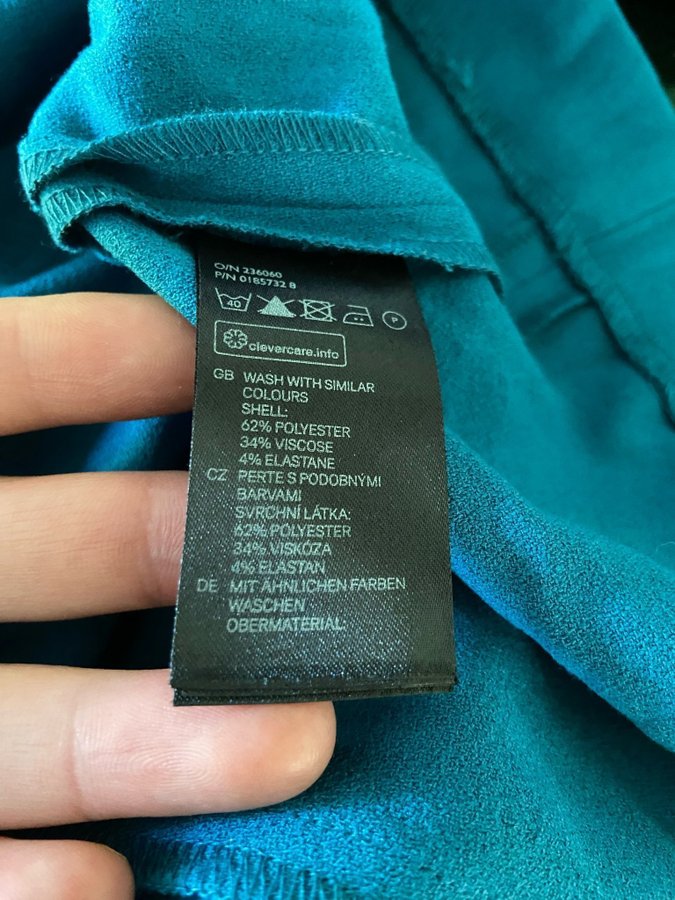 O/N 236060
P/N 0185732 8
40 P
clevercare.info
GB WASH WITH SIMILAR
COLOURS
SHELL:
62% POLYESTER
34% VISCOSE
4% ELASTANE
CZ PERTE S PODOBNÝMI
BARVAMI
SVRCHNÍ LÁTKA:
62% POLYESTER
34% VISKÓZA
4% ELASTAN
DE MIT ÄHNLICHEN FARBEN
WASCHEN
OBERMATERIAL: